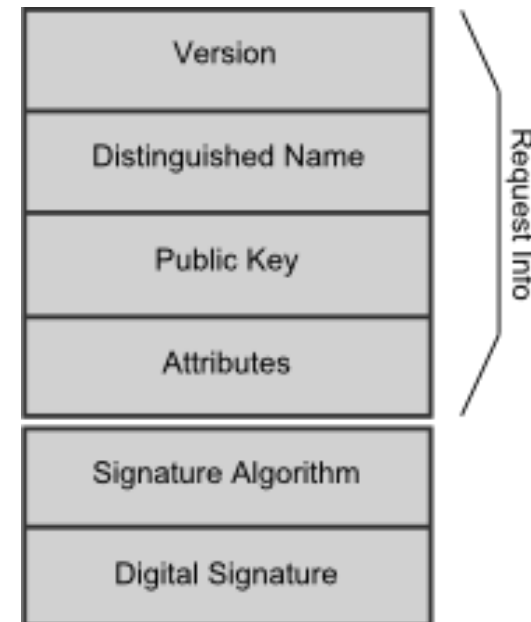 Version
Distinguished Name
Public Key
Attributes
Request Info
Signature Algorithm
Digital Signature